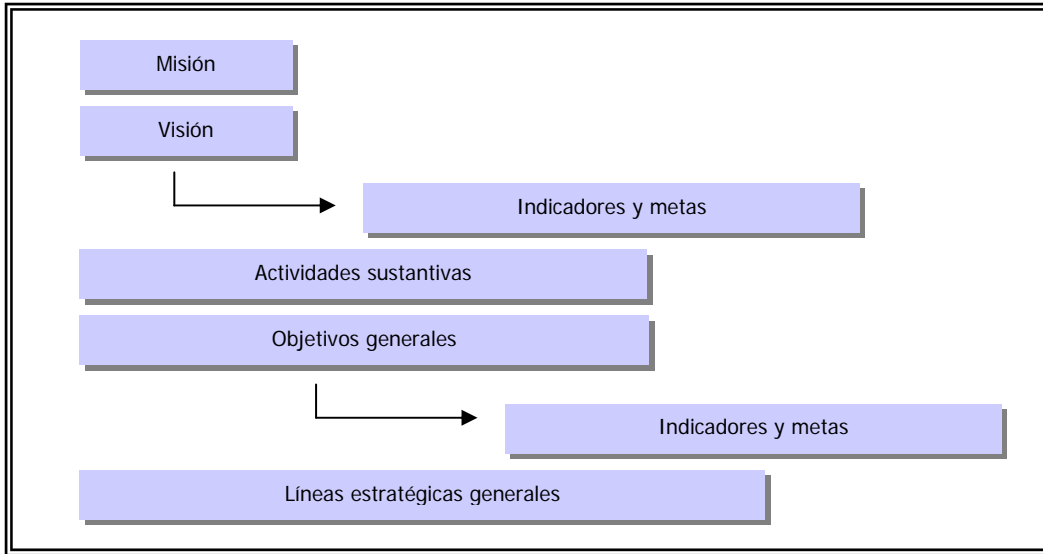 Misión
Visión
Indicadores y metas
Actividades sustantivas
Objetivos generales
Indicadores y metas
Líneas estratégicas generales